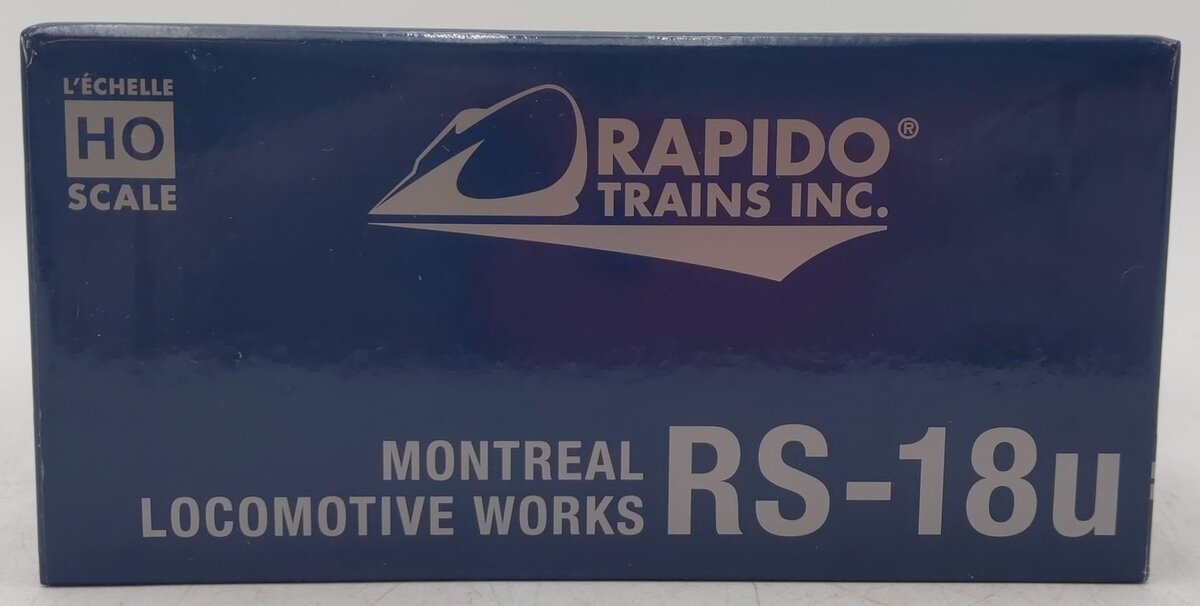 L'ÉCHELLE
HO
SCALE
RAPIDO®
TRAINS INC.
MONTREAL
LOCOMOTIVE WORKS
RS-18u